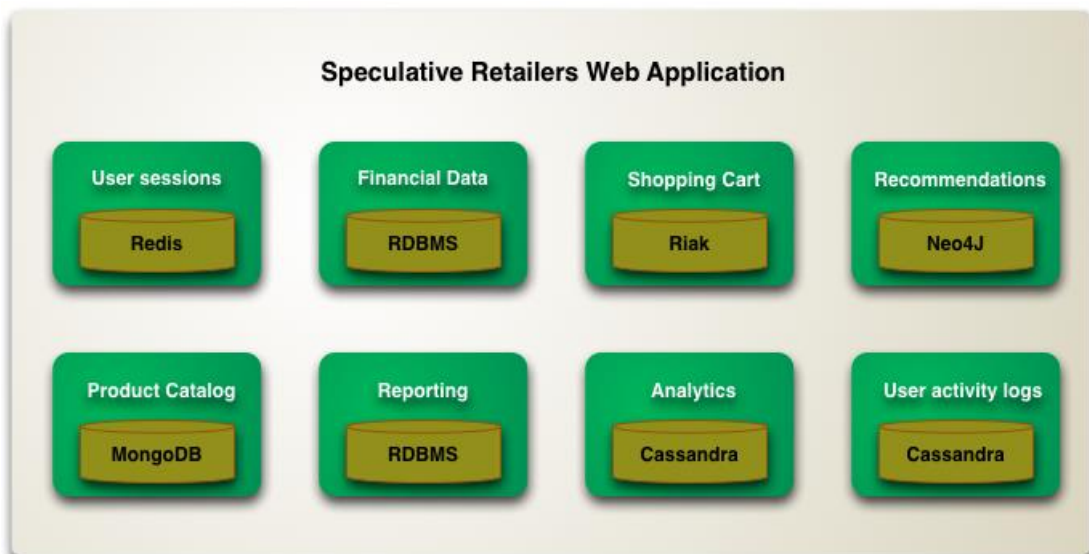 Speculative Retailers Web Application
User sessions
Redis
Financial Data
RDBMS
Shopping Cart
Riak
Recommendations
Neo4J
Product Catalog
MongoDB
Reporting
RDBMS
Analytics
Cassandra
User activity logs
Cassandra